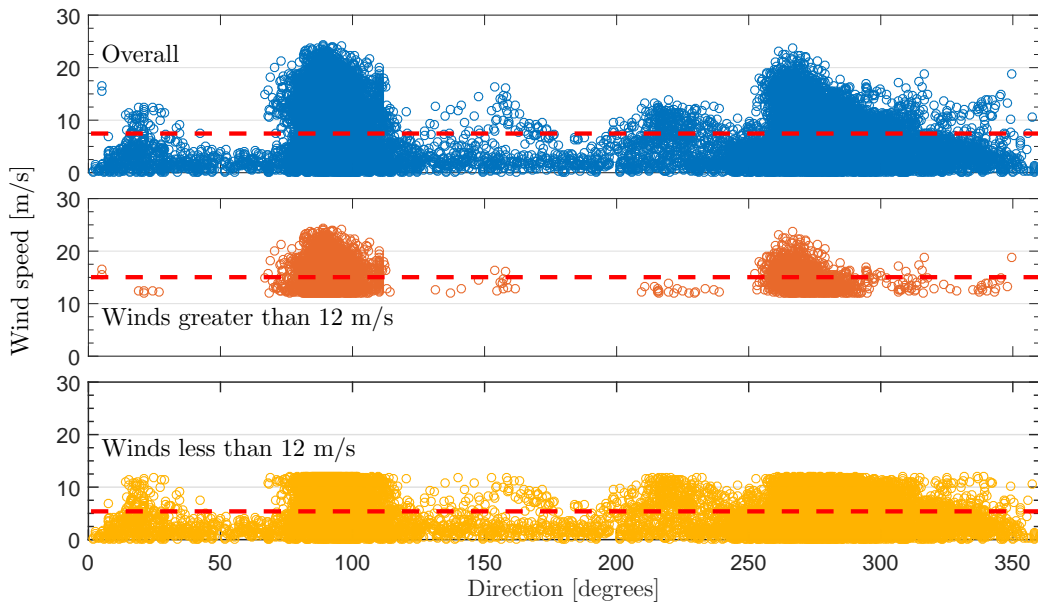 Wind speed [m/s]
30
20
10
0
Overall
30
20
10
0
Winds greater than 12 m/s
30
20
10
0
Winds less than 12 m/s
0 50 100 150 200 250 300 350
Direction [degrees]